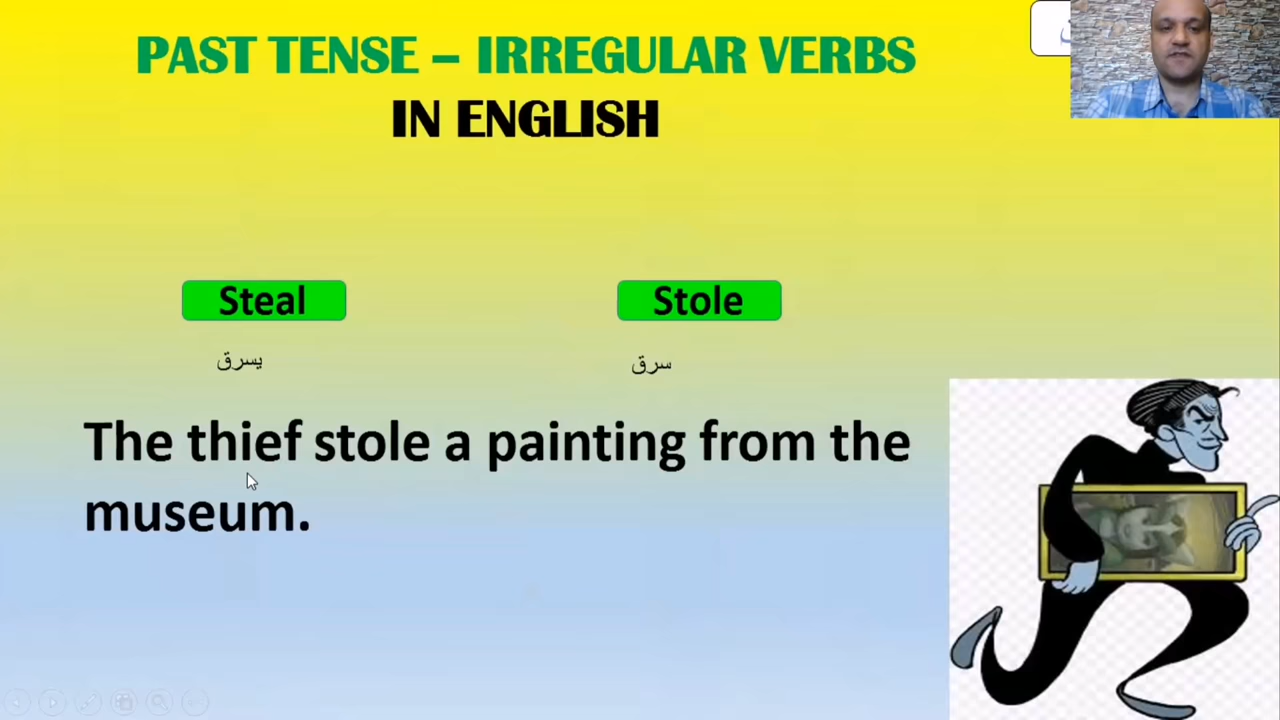 PAST TENSE – IRREGULAR VERBS
IN ENGLISH
Steal
Stole
يسرق
سرق
The thief stole a painting from the
museum.